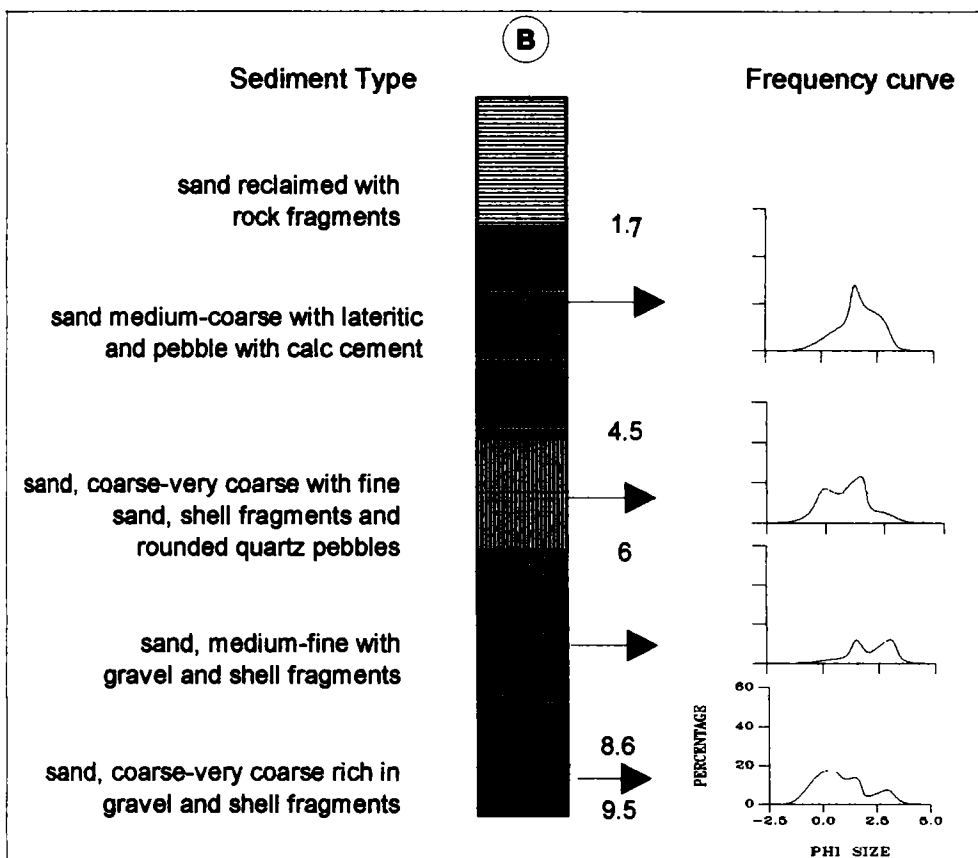 B
Sediment Type
Frequency curve
sand reclaimed with
rock fragments
1.7
sand medium-coarse with lateritic
and pebble with calc cement
4.5
sand, coarse-very coarse with fine
sand, shell fragments and
rounded quartz pebbles
6
sand, medium-fine with
gravel and shell fragments
8.6
sand, coarse-very coarse rich in
gravel and shell fragments
9.5
PERCENTAGE
60
40
20
0
-2.5 0.0 2.5 5.0
PHI SIZE